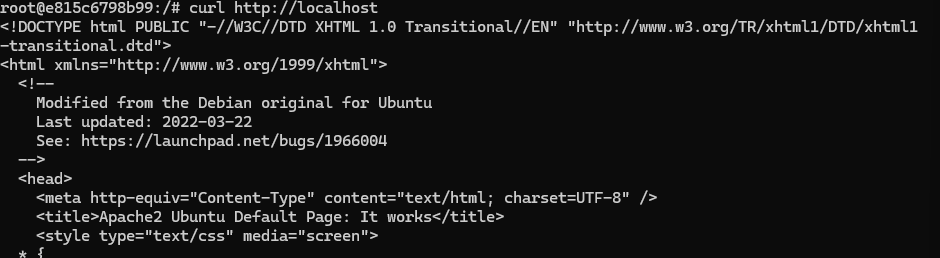 root@e815c6798b99:/# curl http://localhost
<!DOCTYPE html PUBLIC "-//W3C//DTD XHTML 1.0 Transitional//EN" "http://www.w3.org/TR/xhtml1/DTD/xhtml1
-transitional.dtd">
<html xmlns="http://www.w3.org/1999/xhtml">
  <!--
    Modified from the Debian original for Ubuntu
    Last updated: 2022-03-22
    See: https://launchpad.net/bugs/1966004
  -->
  <head>
    <meta http-equiv="Content-Type" content="text/html; charset=UTF-8" />
    <title>Apache2 Ubuntu Default Page: It works</title>
    <style type="text/css" media="screen">
  * {